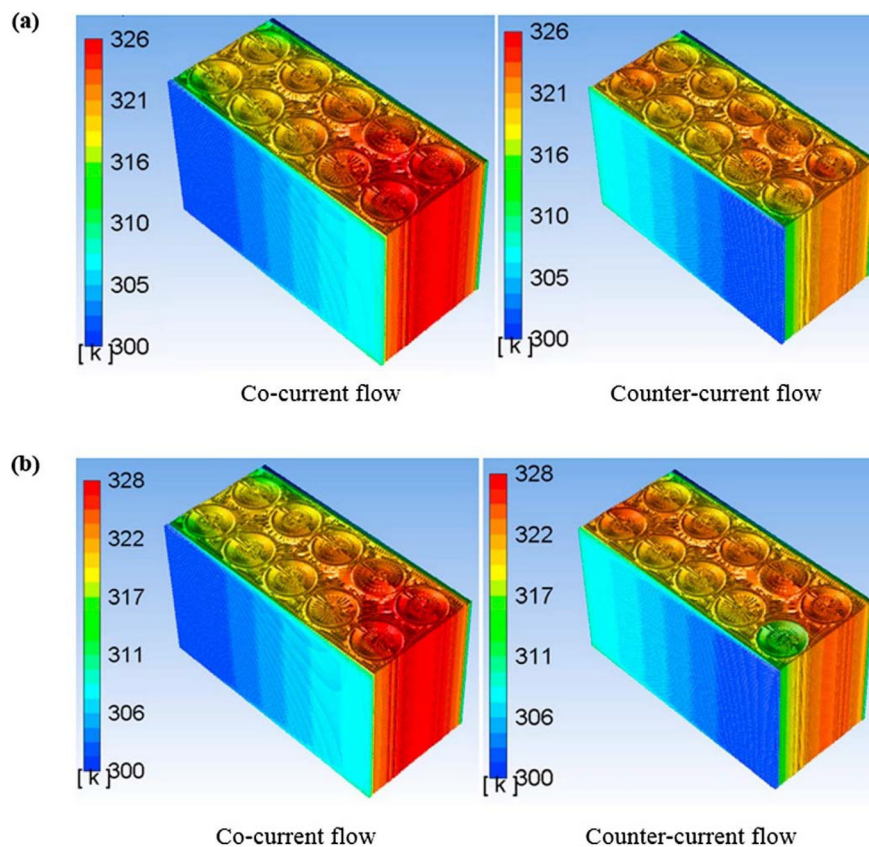 (a)
326
321
316
310
305
300
[ k ]
Co-current flow
326
321
316
310
305
300
[ k ]
Counter-current flow
(b)
328
322
317
311
306
300
[ k ]
Co-current flow
328
322
317
311
306
300
[ k ]
Counter-current flow